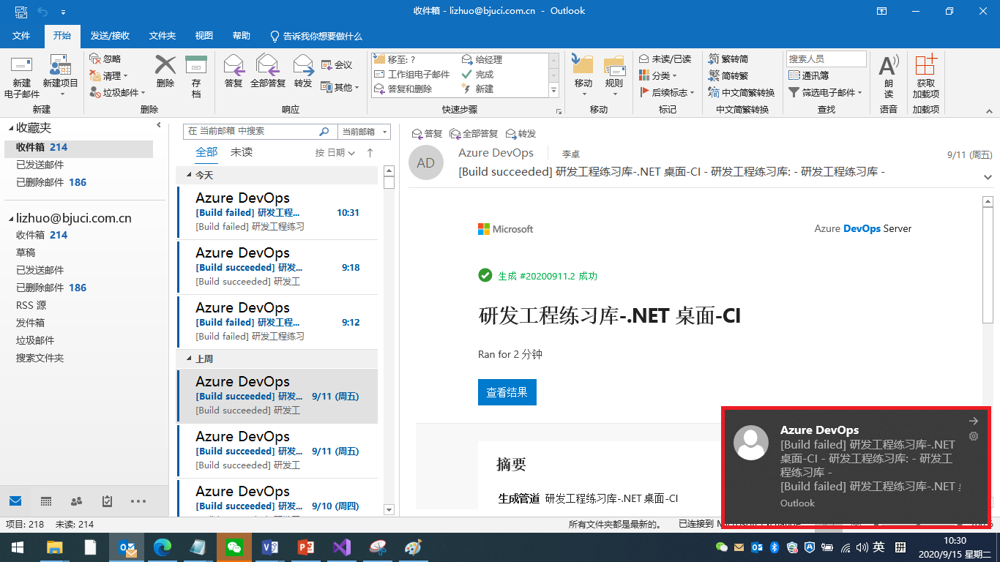 收件箱 - lizhuo@bjuci.com.cn - Outlook
文件 开始 发送/接收 文件夹 视图 帮助 告诉我你想要做什么
新建
电子邮件
新建项目
新建
忽略
清理
垃圾邮件
删除
存
档
删除
答复
全部答复
转发
会议
其他
响应
移至: ?
工作组电子邮件
答复和删除
给经理
完成
新建
快速步骤
移动
规则
移动
未读/已读
分类
后续标志
标记
繁转简
简转繁
中文简繁转换
中文简繁转换
搜索人员
通讯簿
筛选电子邮件
查找
朗
读
语音
获取
加载项
加载项
收藏夹
收件箱 214
已发送邮件
已删除邮件 186
lizhuo@bjuci.com.cn
收件箱 214
草稿
已发送邮件
已删除邮件 186
RSS 源
发件箱
垃圾邮件
搜索文件夹
在 当前邮箱 中搜索
当前邮箱
全部 未读 按 日期
今天
Azure DevOps
[Build failed] 研发工程... 10:31
[Build failed] 研发工程练习
Azure DevOps
[Build succeeded] 研发... 9:18
[Build succeeded] 研发工
Azure DevOps
[Build failed] 研发工程... 9:12
[Build failed] 研发工程练习
上周
Azure DevOps
[Build succeeded] 研发... 9/11 (周五)
[Build succeeded] 研发工
Azure DevOps
[Build succeeded] 研发... 9/11 (周五)
[Build succeeded] 研发工
Azure DevOps
[Build succeeded] 研发... 9/10 (周四)
答复 全部答复 转发
AD
Azure DevOps 李卓
9/11 (周五)
[Build succeeded] 研发工程练习库-.NET 桌面-CI - 研发工程练习库: - 研发工程练习库 -
Microsoft
Azure DevOps Server
生成 #20200911.2 成功
研发工程练习库-.NET 桌面-CI
Ran for 2 分钟
查看结果
摘要
生成管道 研发工程练习库-.NET 桌面-CI
Azure DevOps
[Build failed] 研发工程练习库-.NET
桌面-CI - 研发工程练习库: - 研发工
程练习库 -
[Build failed] 研发工程练习库-.NET
Outlook
项目: 218 未读: 214
所有文件夹都是最新的。 已连接到
英 拼
10:30
2020/9/15 星期二